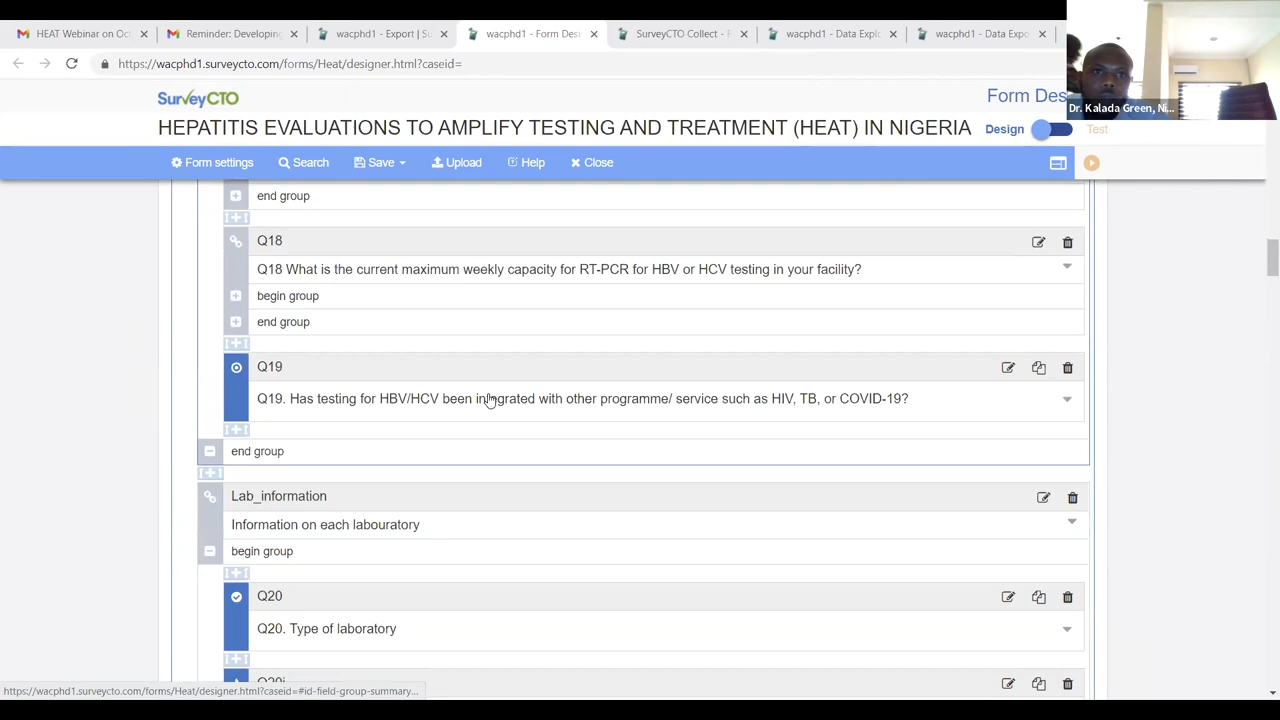 HEAT Webinar on Oc
Reminder: Developing
wacphd1 - Export | Su
wacphd1 - Form Des
SurveyCTO Collect - 
wacphd1 - Data Explo
wacphd1 - Data Expo
https://wacphd1.surveycto.com/forms/Heat/designer.html?caseid=
Dr. Kalada Green, Ni...
SurveyCTO
Form Des
HEPATITIS EVALUATIONS TO AMPLIFY TESTING AND TREATMENT (HEAT) IN NIGERIA
Design
Test
Form settings
Search
Save
Upload
Help
Close
end group
Q18
Q18 What is the current maximum weekly capacity for RT-PCR for HBV or HCV testing in your facility?
begin group
end group
Q19
Q19. Has testing for HBV/HCV been integrated with other programme/ service such as HIV, TB, or COVID-19?
end group
Lab_information
Information on each labouratory
begin group
Q20
Q20. Type of laboratory
Q20i
https://wacphd1.surveycto.com/forms/Heat/designer.html?caseid=#id-field-group-summary...